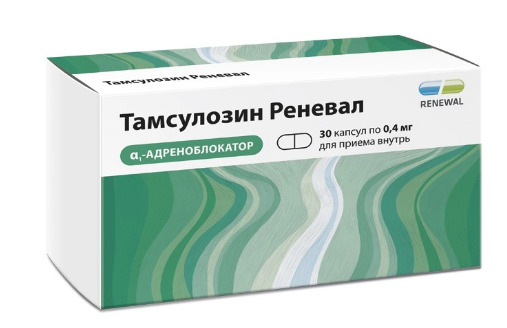 Тамсулозин Реневал
Тамсулозин Реневал
RENEWAL
α₁-АДРЕНОБЛОКАТОР
30 капсул по 0,4 мг
для приема внутрь